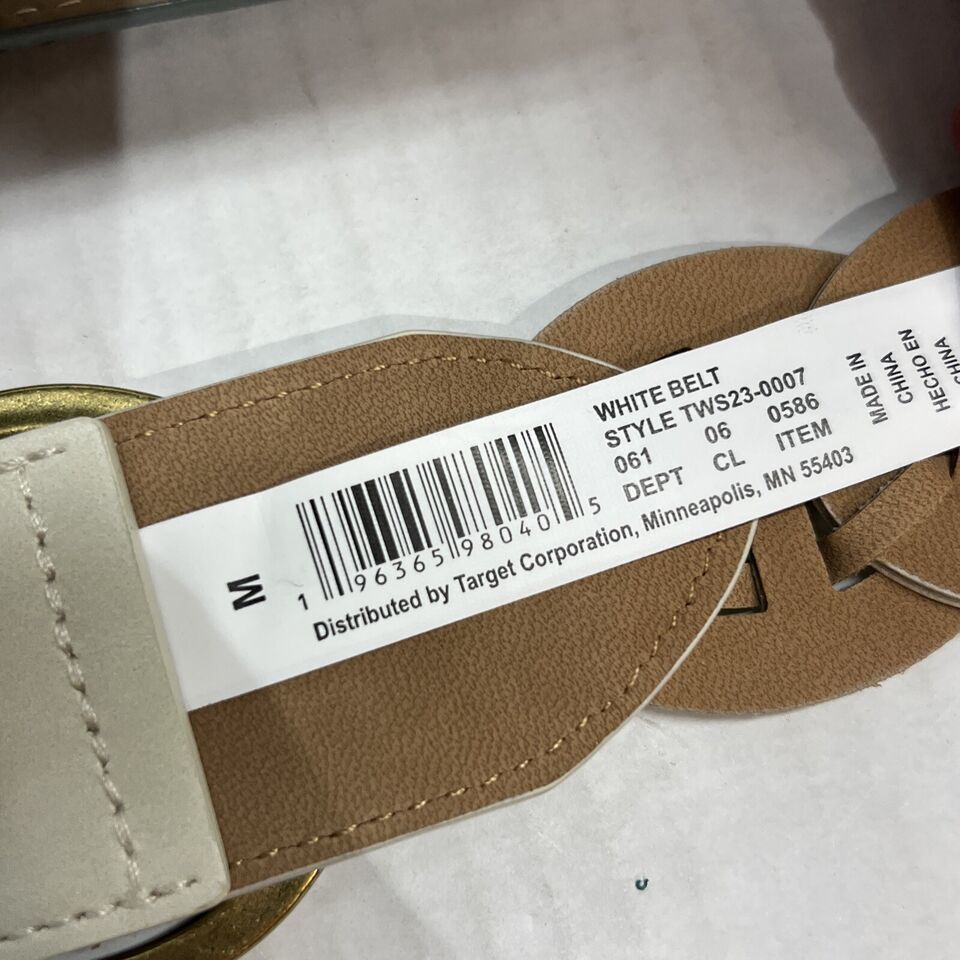 M
1 96365 98040 5
Distributed by Target Corporation, Minneapolis, MN 55403
WHITE BELT
STYLE TWS23-0007
061 06 0586
DEPT CL ITEM
MADE IN
CHINA
HECHO EN
CHINA